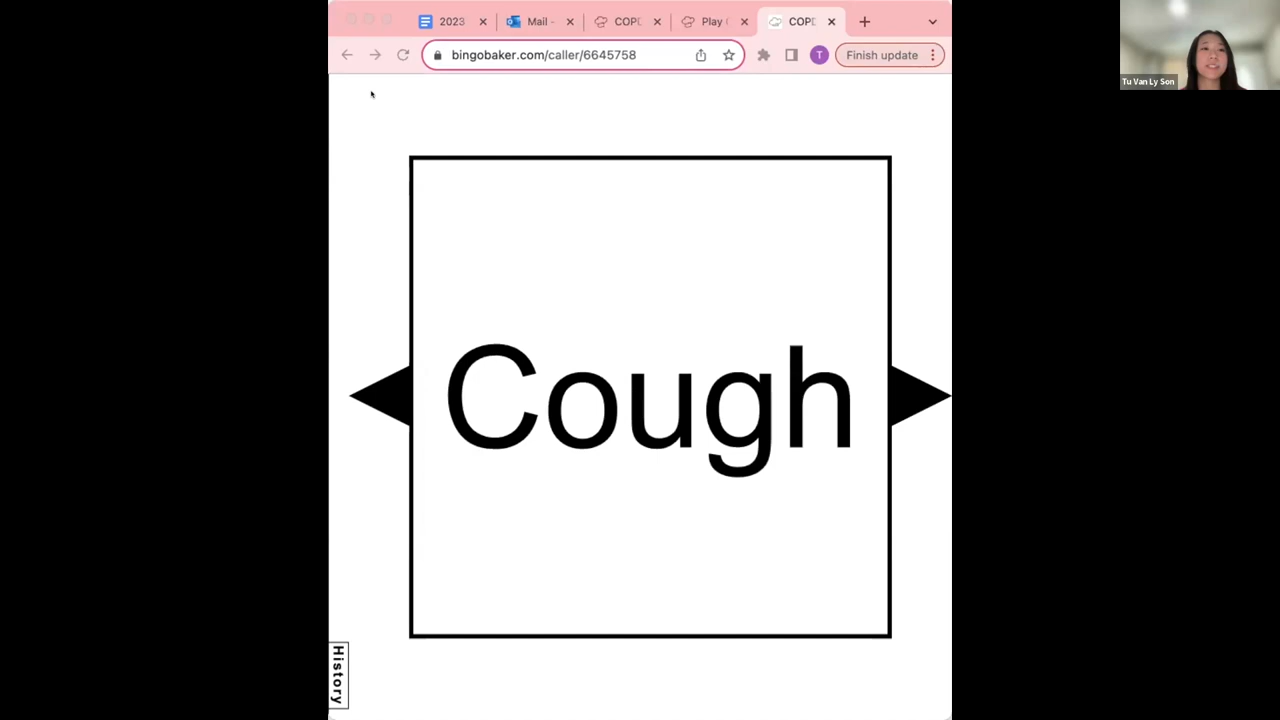 2023
Mail -
COPD
Play
COPD
bingobaker.com/caller/6645758
T
Finish update
Tu Van Ly Son
Cough
History